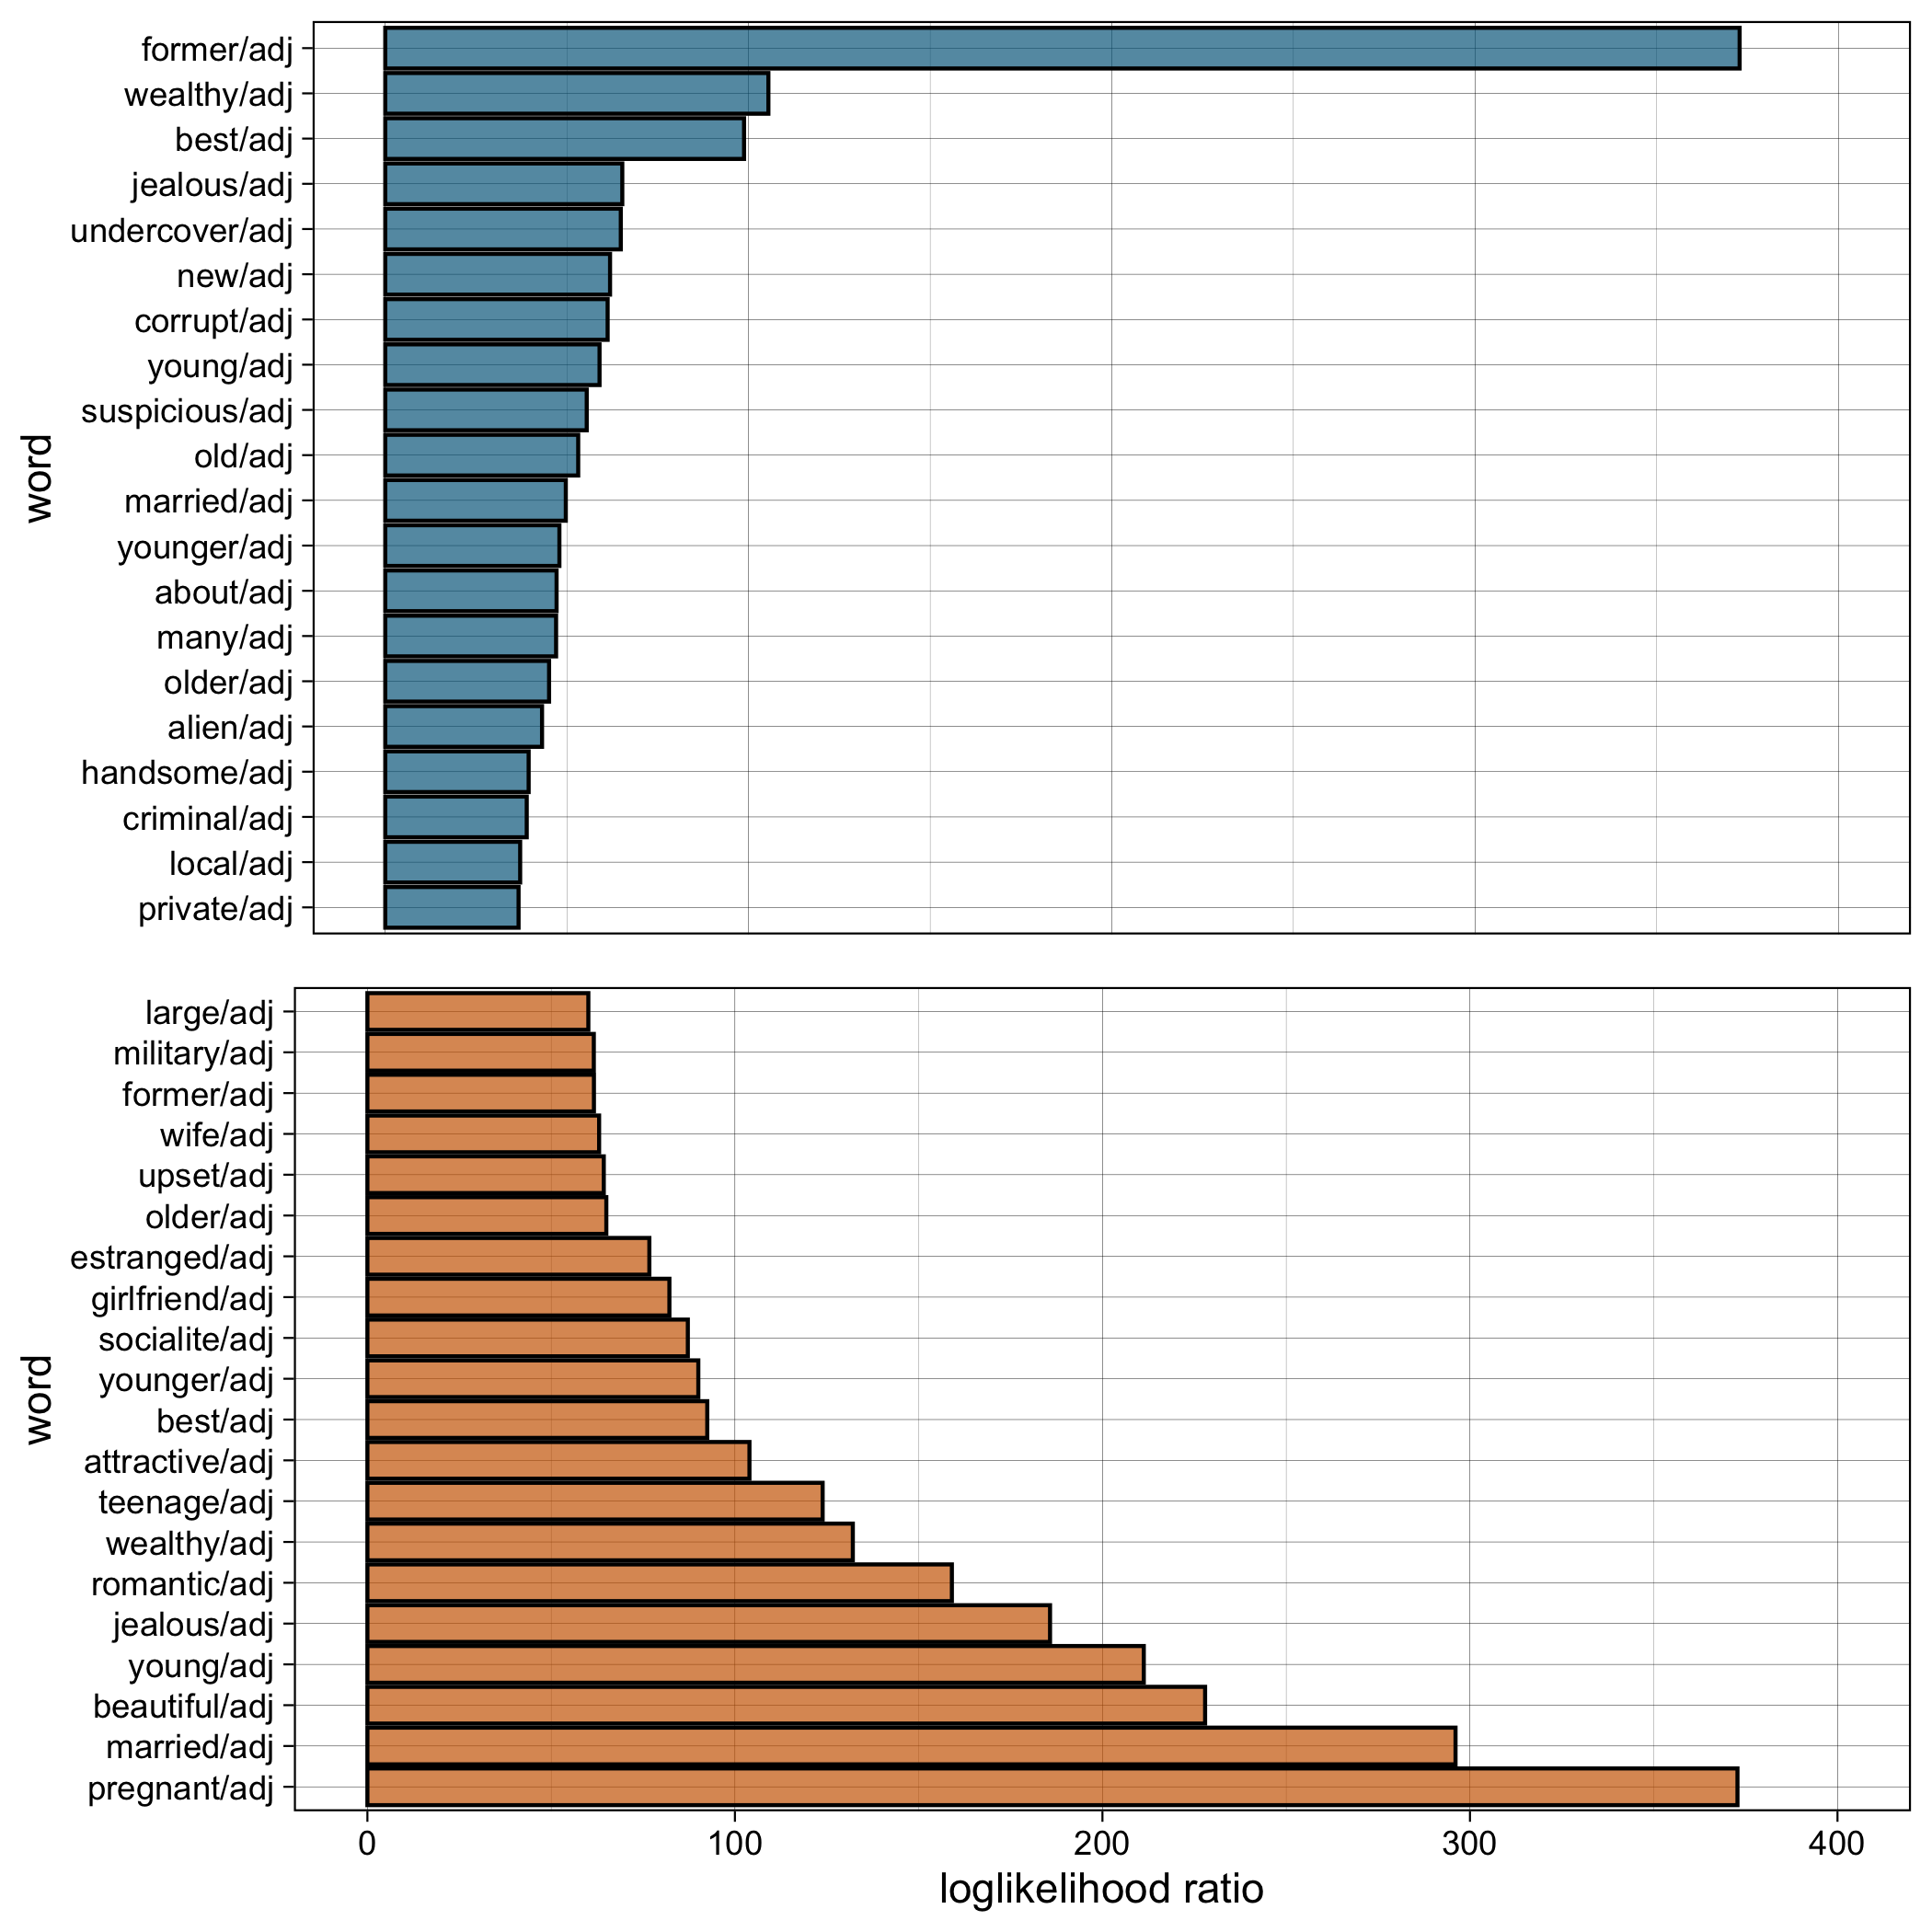 former/adj
wealthy/adj
best/adj
jealous/adj
undercover/adj
new/adj
corrupt/adj
young/adj
suspicious/adj
old/adj
married/adj
younger/adj
about/adj
many/adj
older/adj
alien/adj
handsome/adj
criminal/adj
local/adj
private/adj
word
large/adj
military/adj
former/adj
wife/adj
upset/adj
older/adj
estranged/adj
girlfriend/adj
socialite/adj
younger/adj
best/adj
attractive/adj
teenage/adj
wealthy/adj
romantic/adj
jealous/adj
young/adj
beautiful/adj
married/adj
pregnant/adj
word
0 100 200 300 400
loglikelihood ratio